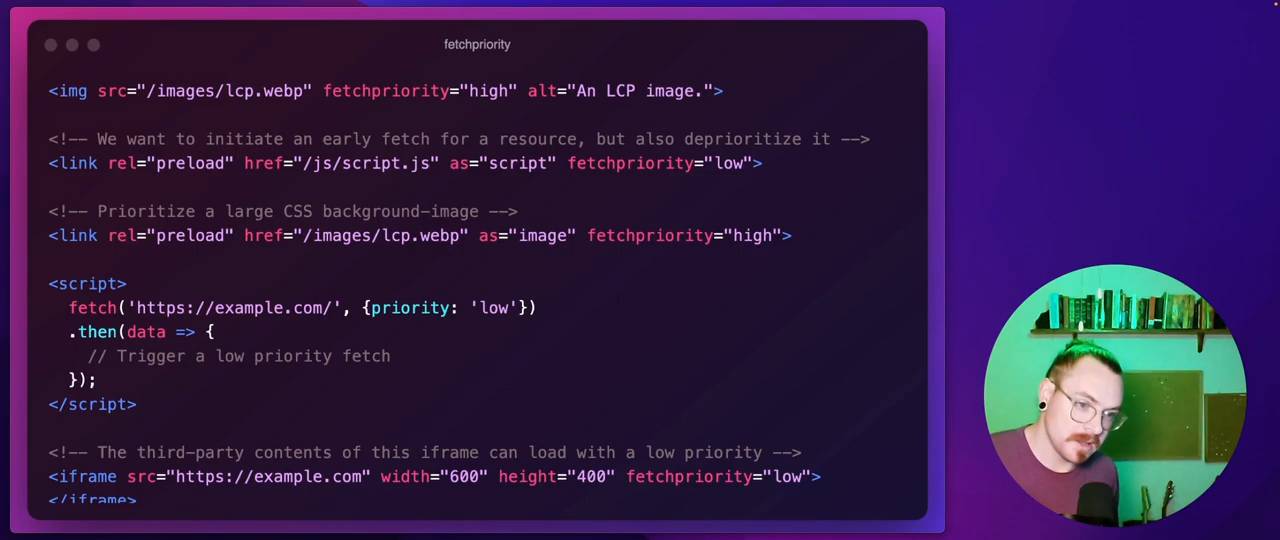 fetchpriority
<img src="/images/lcp.webp" fetchpriority="high" alt="An LCP image.">
<!-- We want to initiate an early fetch for a resource, but also deprioritize it -->
<link rel="preload" href="/js/script.js" as="script" fetchpriority="low">
<!-- Prioritize a large CSS background-image -->
<link rel="preload" href="/images/lcp.webp" as="image" fetchpriority="high">
<script>
fetch('https://example.com/', {priority: 'low'})
.then(data => {
// Trigger a low priority fetch
});
</script>
<!-- The third-party contents of this iframe can load with a low priority -->
<iframe src="https://example.com" width="600" height="400" fetchpriority="low">
</iframe>